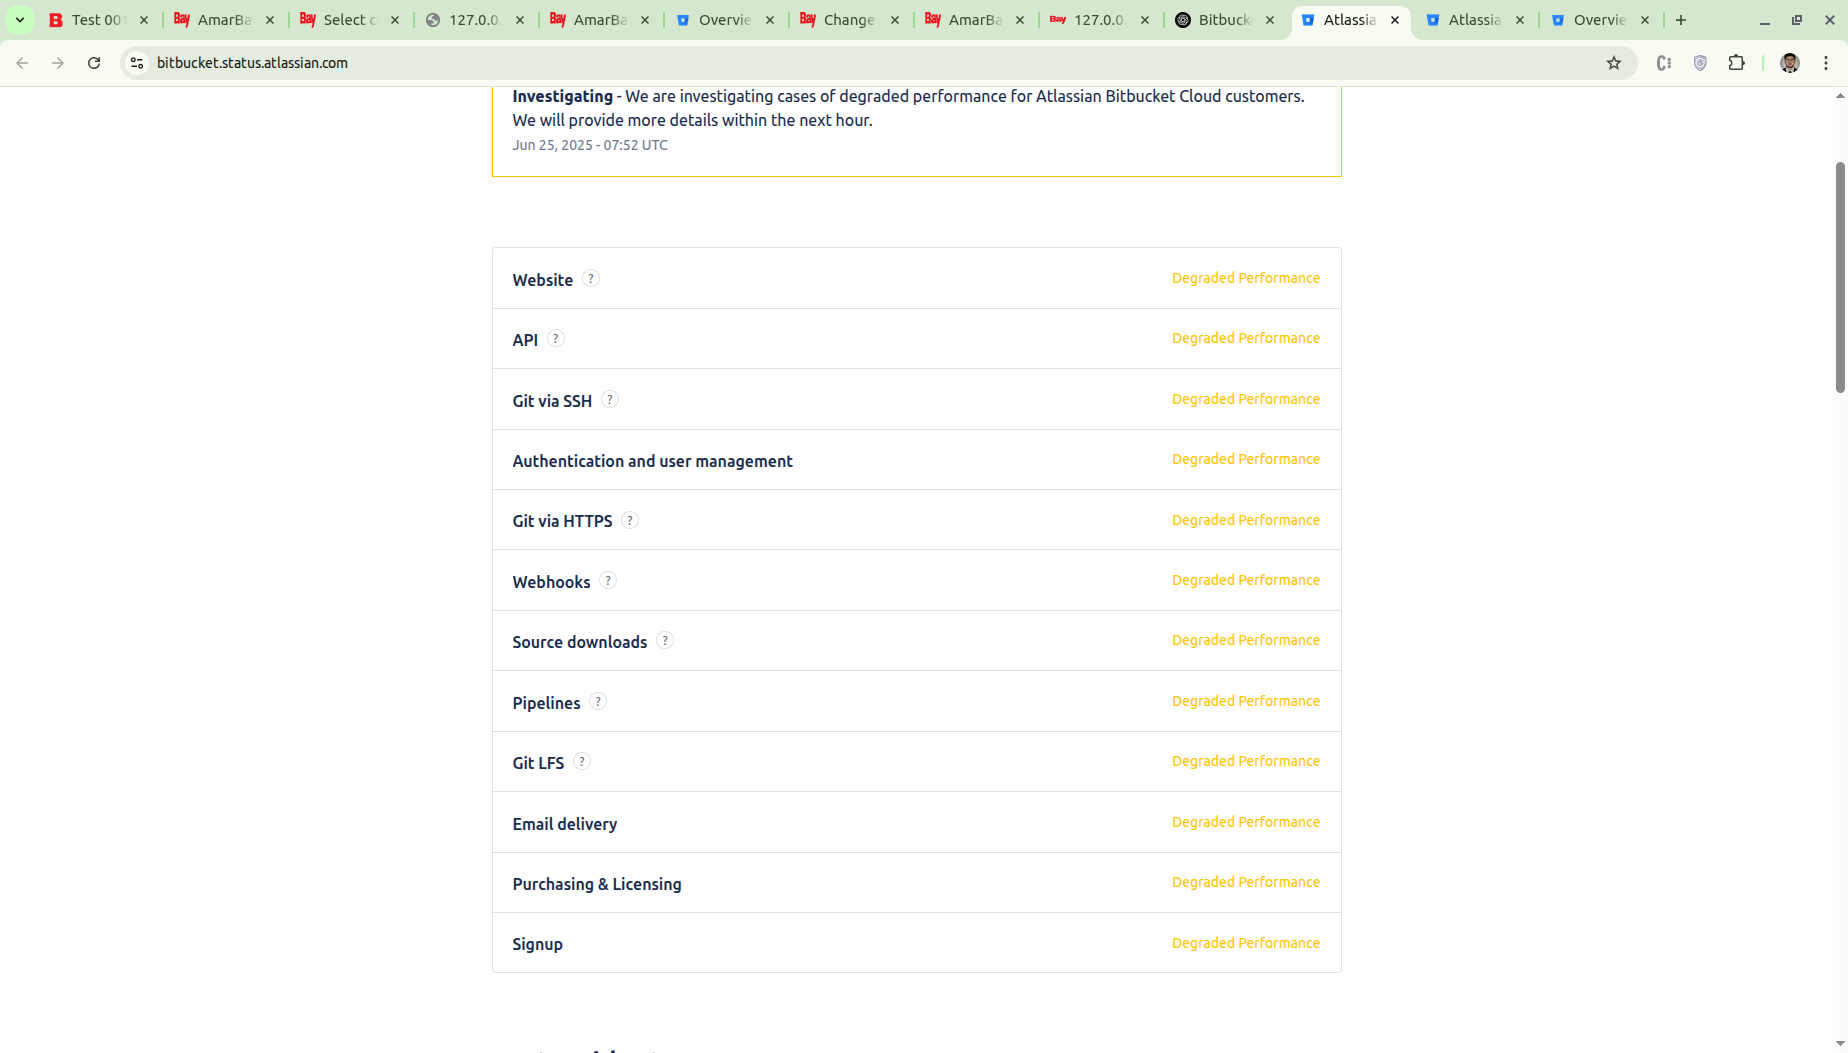 Test 001
AmarBa
Select c
127.0.0.
AmarBa
Overvie
Change
AmarBa
127.0.0.
Bitbuck
Atlassia
Atlassia
Overvie
bitbucket.status.atlassian.com
Investigating - We are investigating cases of degraded performance for Atlassian Bitbucket Cloud customers.
We will provide more details within the next hour.
Jun 25, 2025 - 07:52 UTC
Website ? Degraded Performance
API ? Degraded Performance
Git via SSH ? Degraded Performance
Authentication and user management Degraded Performance
Git via HTTPS ? Degraded Performance
Webhooks ? Degraded Performance
Source downloads ? Degraded Performance
Pipelines ? Degraded Performance
Git LFS ? Degraded Performance
Email delivery Degraded Performance
Purchasing & Licensing Degraded Performance
Signup Degraded Performance